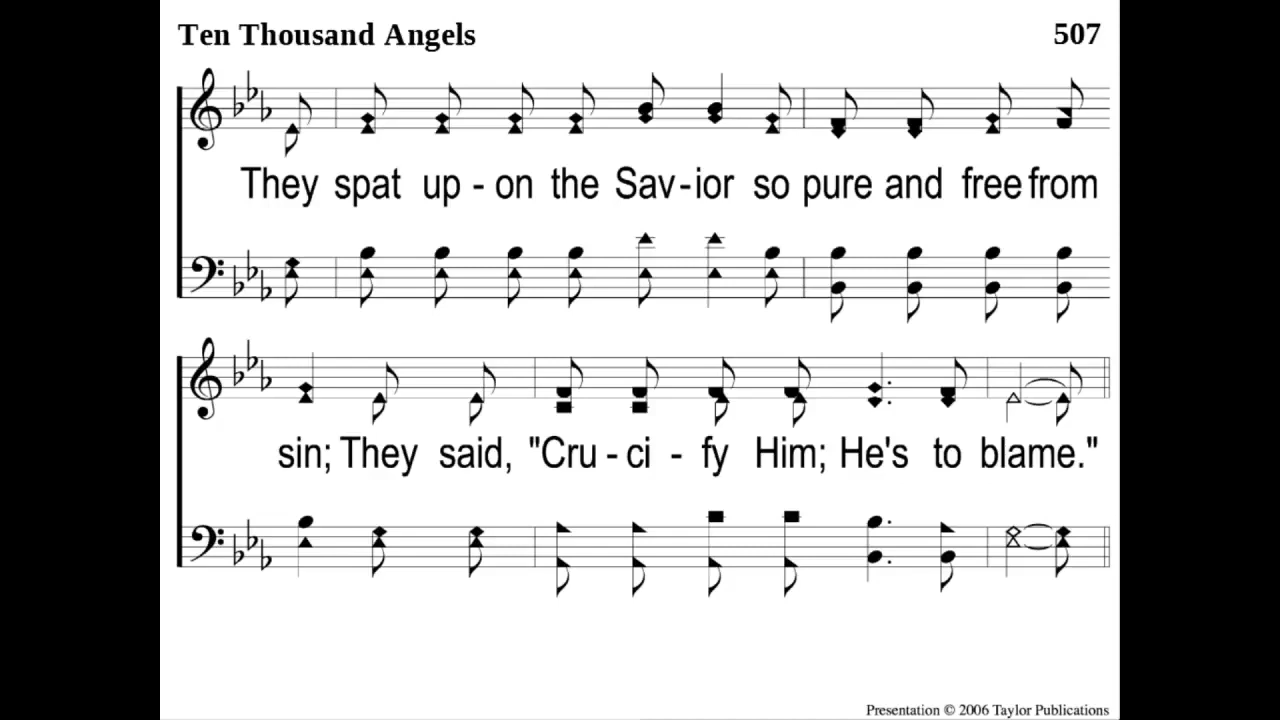 Ten Thousand Angels 507
They spat up - on the Sav - ior so pure and free from
sin; They said, "Cru - ci - fy Him; He's to blame."
Presentation © 2006 Taylor Publications